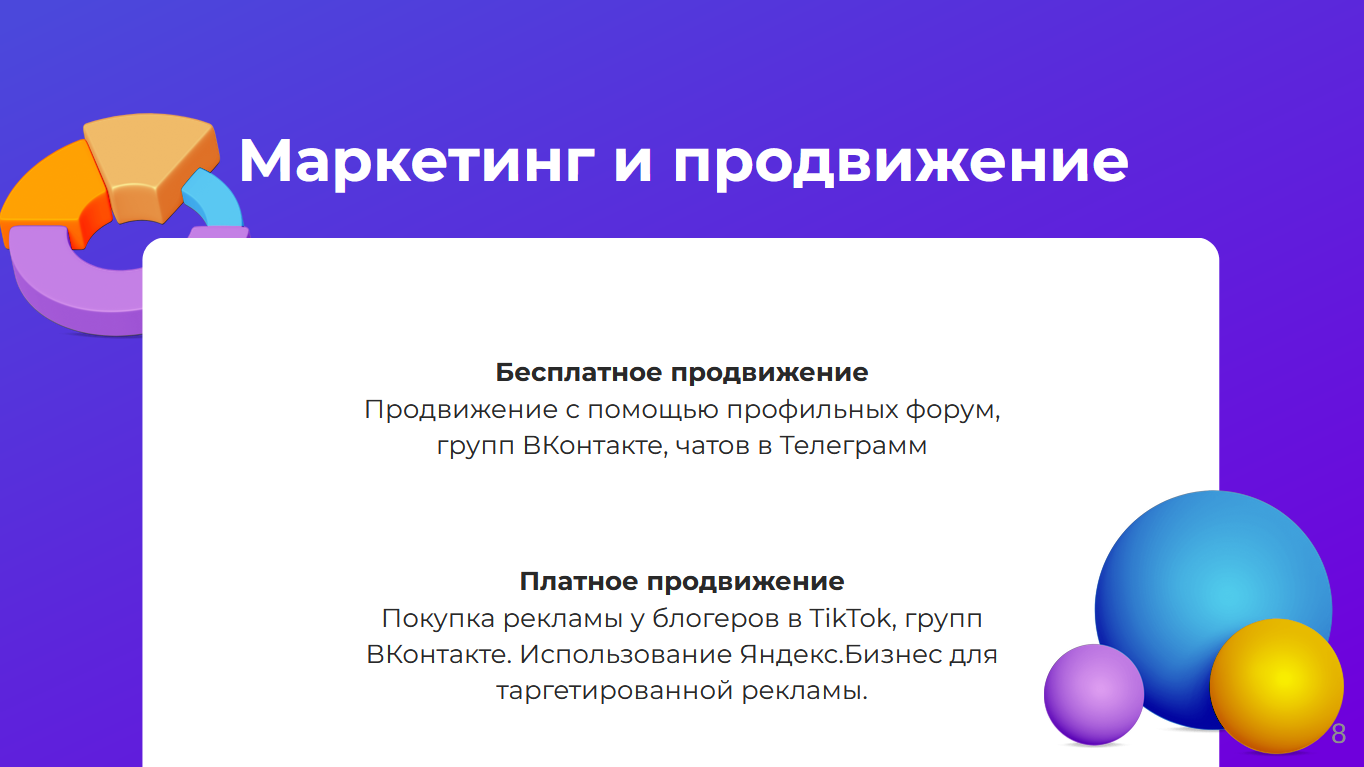 Маркетинг и продвижение
Бесплатное продвижение
Продвижение с помощью профильных форум,
групп ВКонтакте, чатов в Телеграмм
Платное продвижение
Покупка рекламы у блогеров в TikTok, групп
ВКонтакте. Использование Яндекс.Бизнес для
таргетированной рекламы.
8